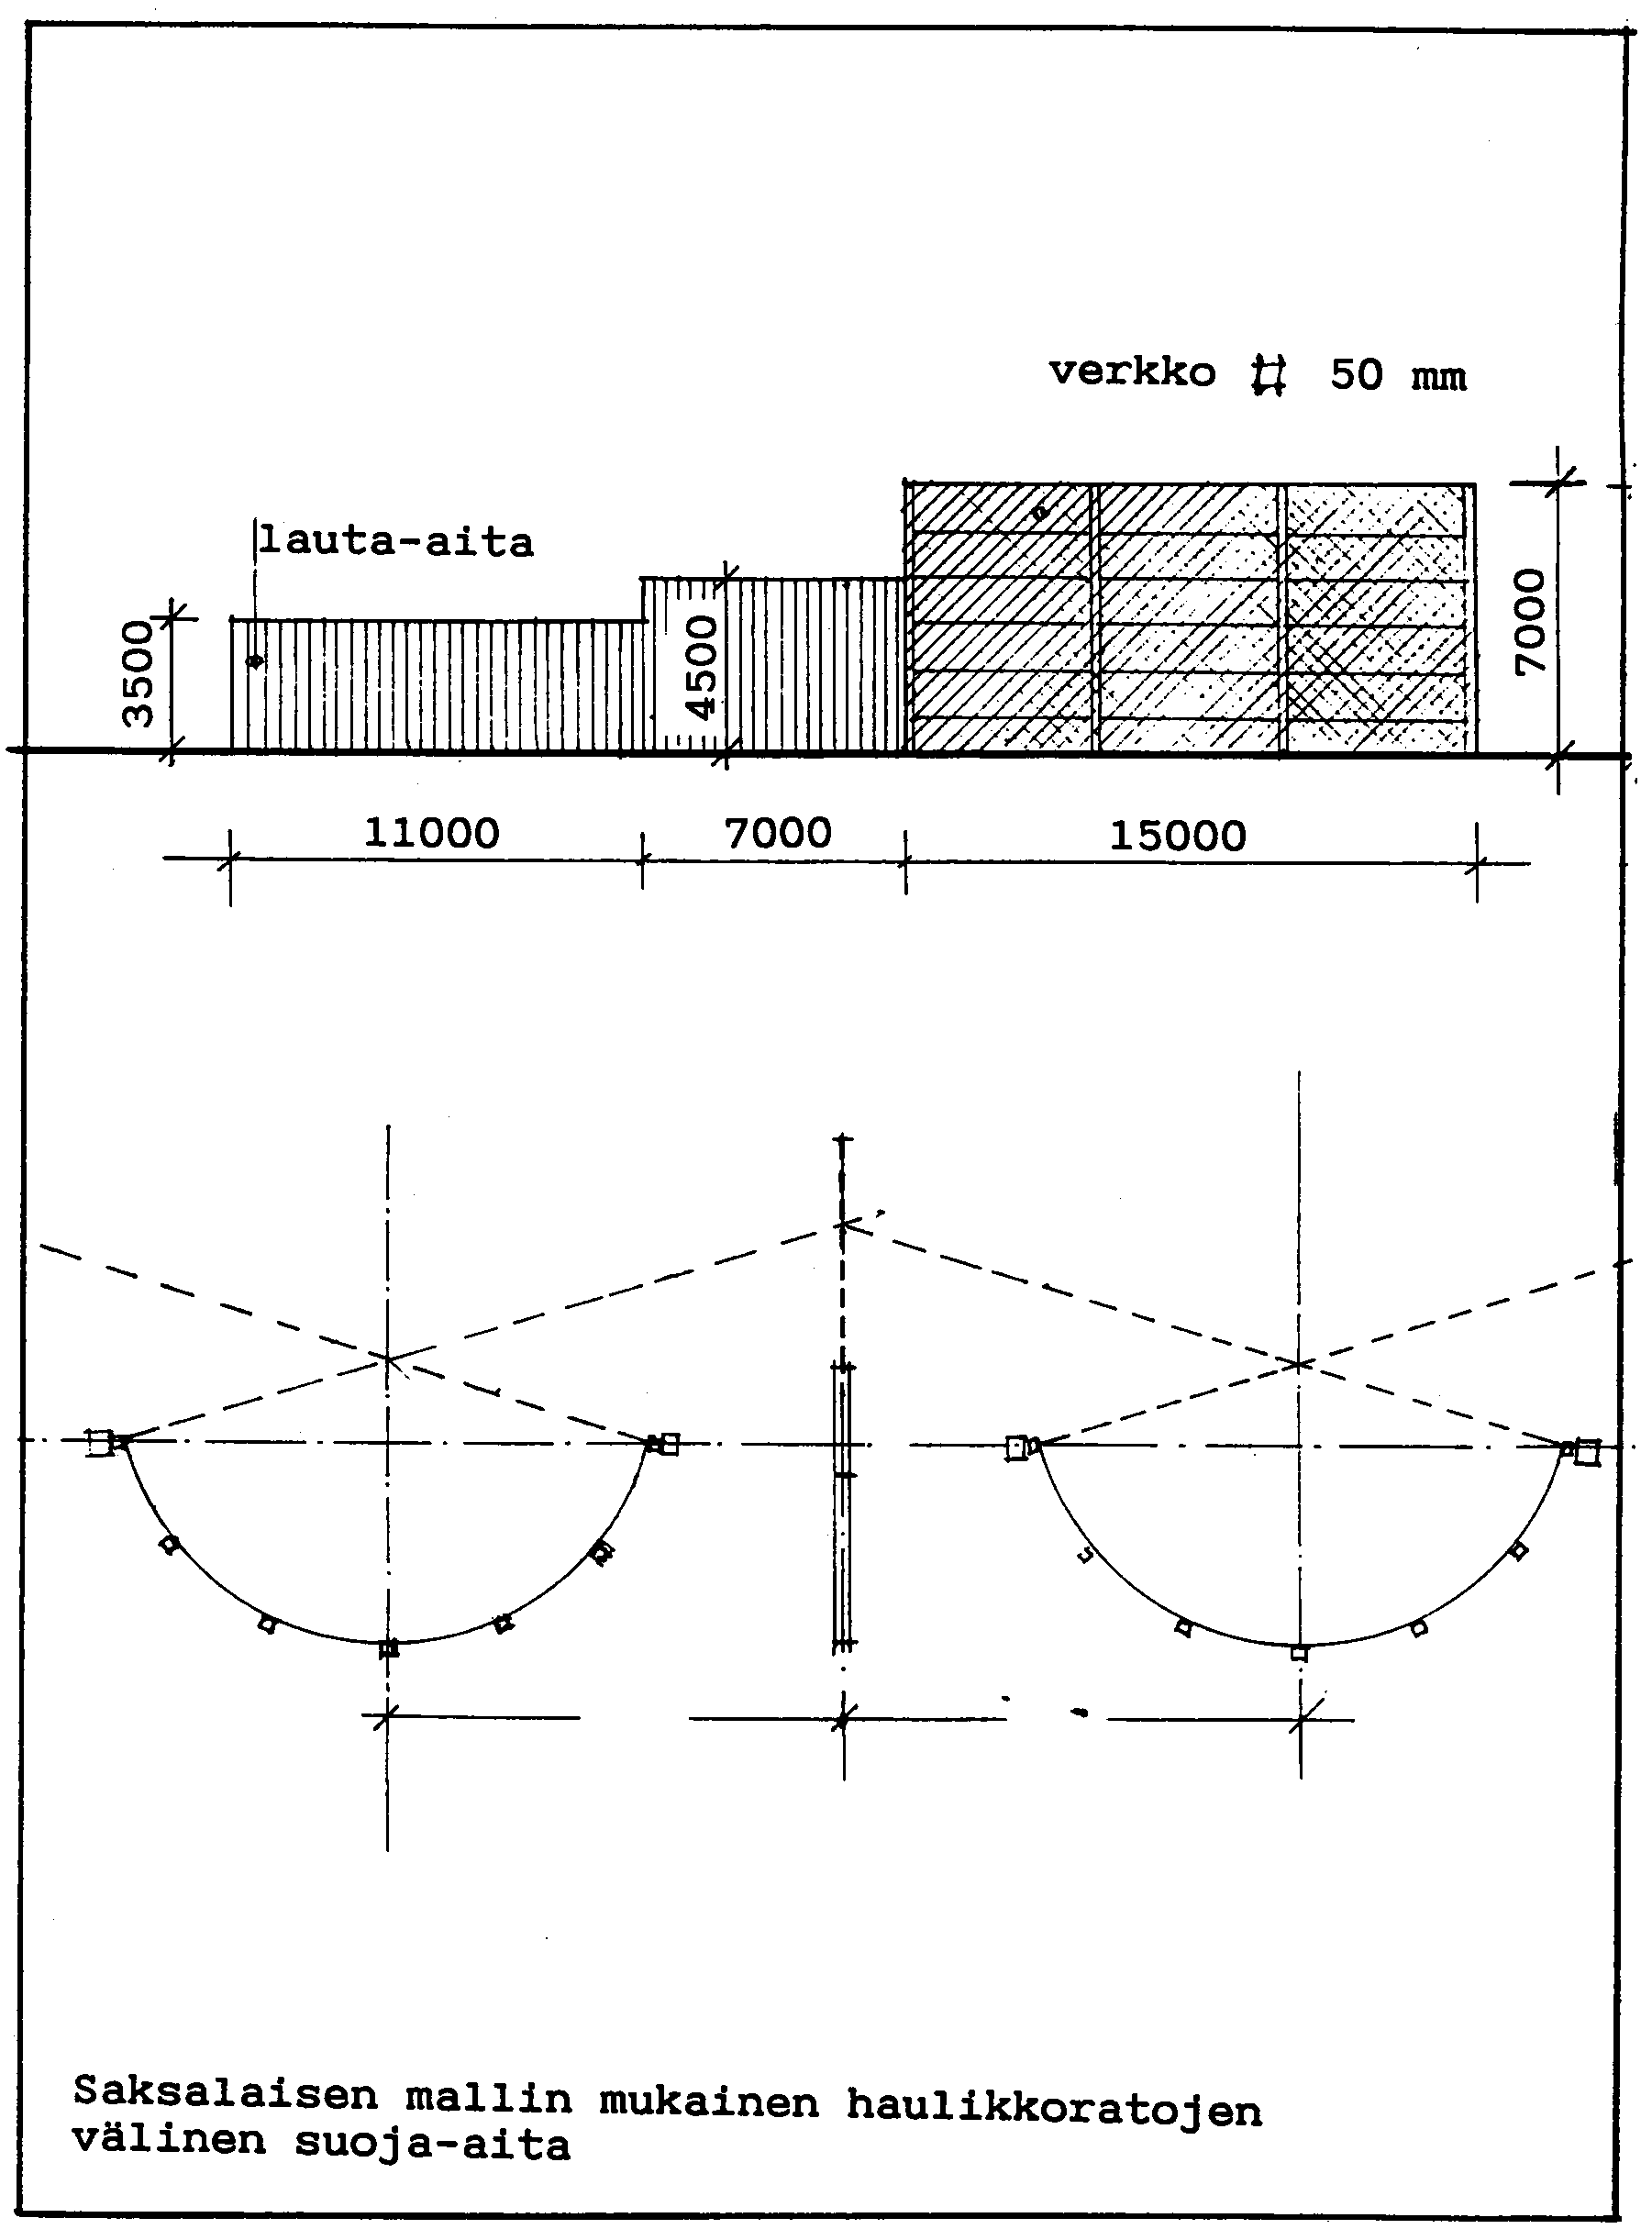 verkko # 50 mm
lauta-aita
3500
4500
7000
11000
7000
15000
Saksalaisen mallin mukainen haulikkoratojen
välinen suoja-aita